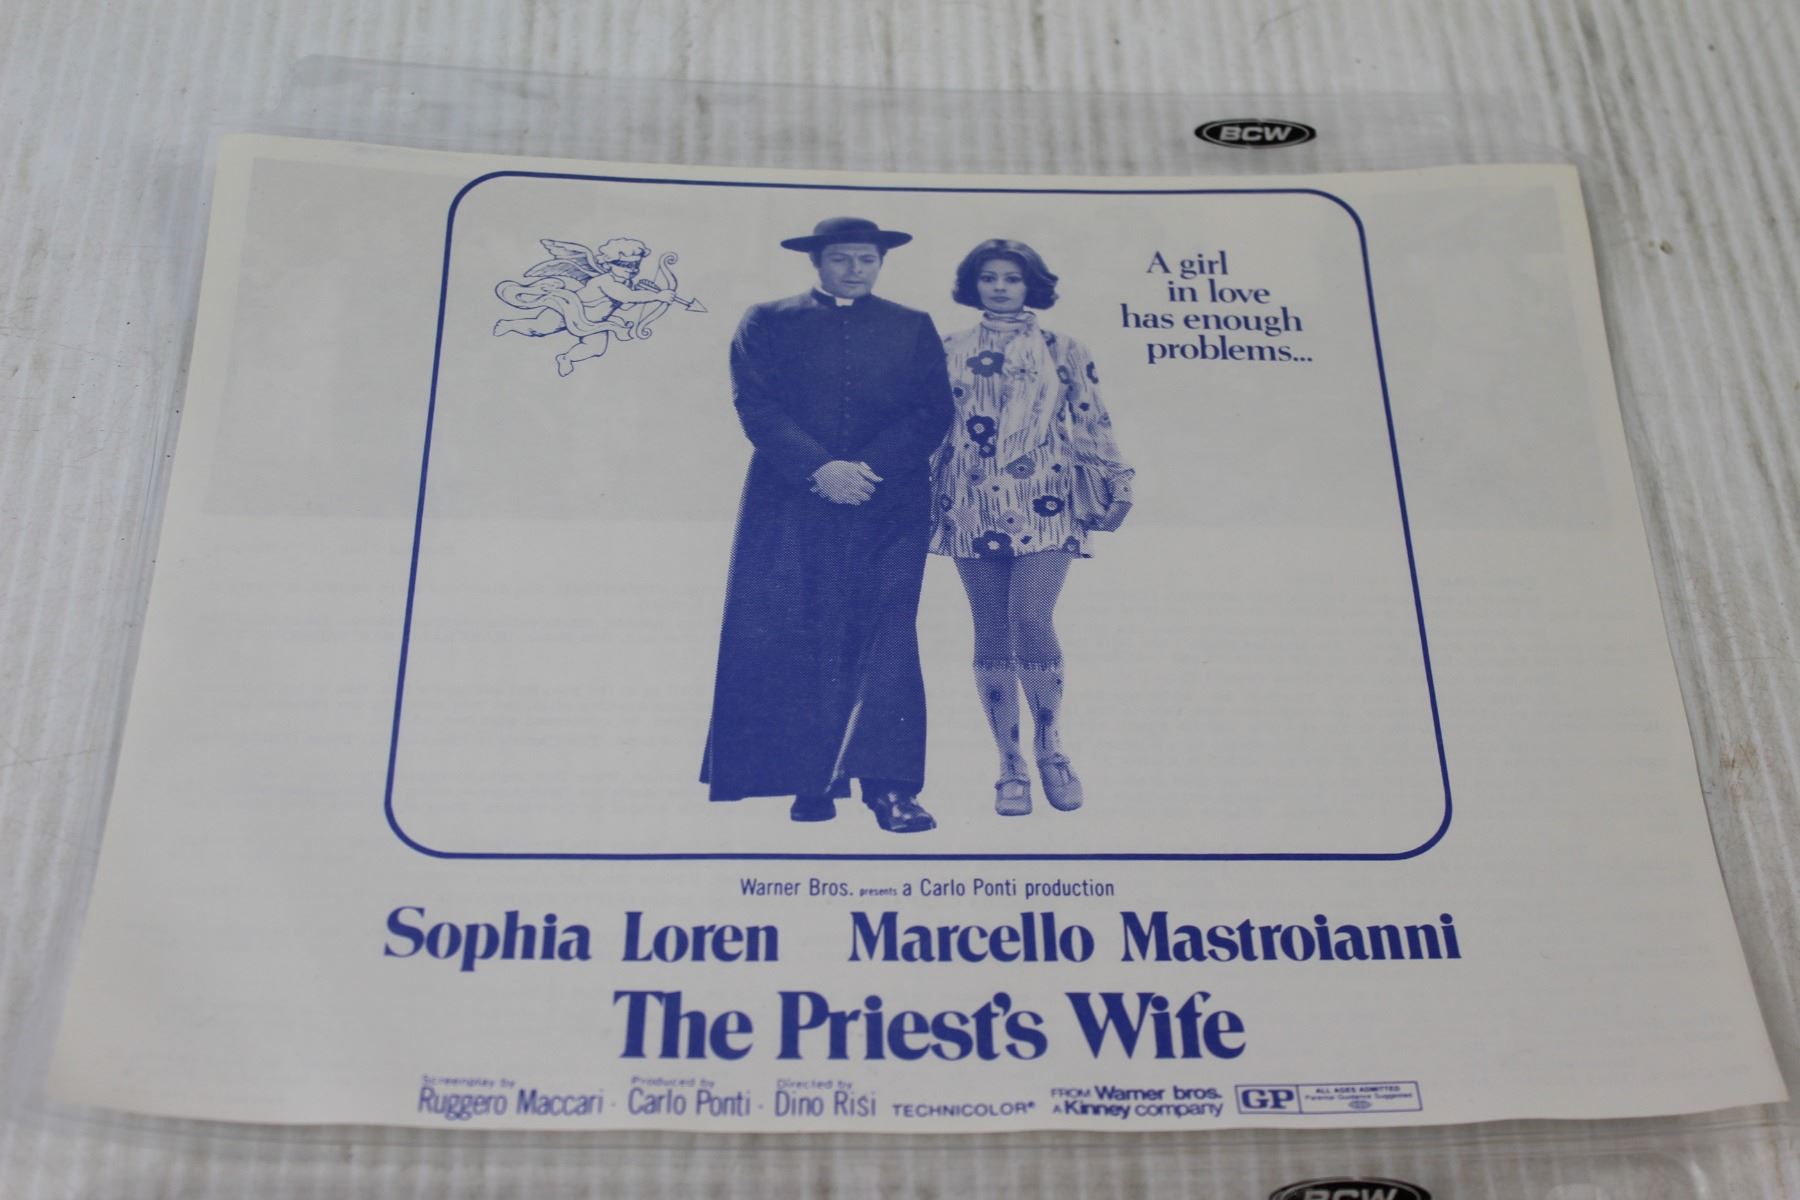 BCW
A girl
in love
has enough
problems...
Warner Bros. presents a Carlo Ponti production
Sophia Loren Marcello Mastroianni
The Priest's Wife
Screenplay by Ruggero Maccari · Produced by Carlo Ponti · Directed by Dino Risi TECHNICOLOR®
FROM Warner bros.
A Kinney company
GP ALL AGES ADMITTED
Parental Guidance Suggested
BCW